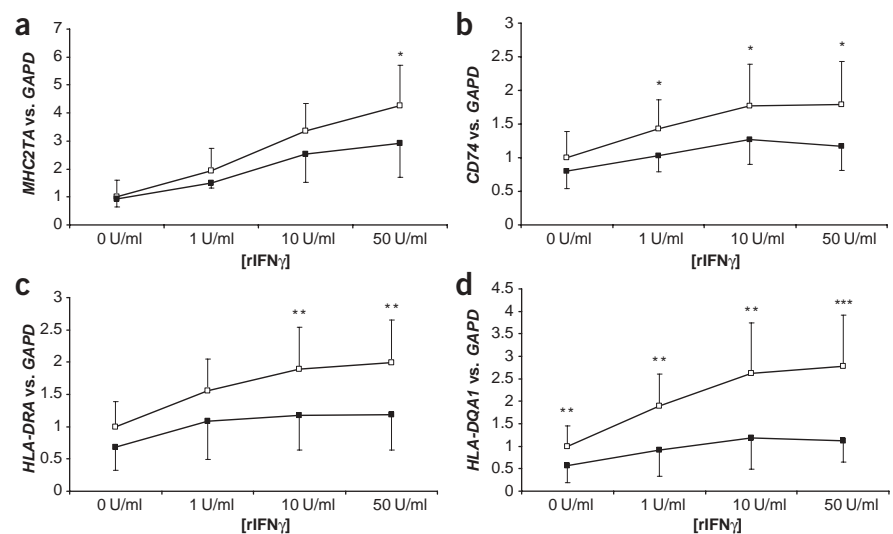 a
MHC2TA vs. GAPD
7
6
5
4
3
2
1
0
*
0 U/ml 1 U/ml 10 U/ml 50 U/ml
[rIFNγ]
b
CD74 vs. GAPD
3
2.5
2
1.5
1
0.5
0
* * *
0 U/ml 1 U/ml 10 U/ml 50 U/ml
[rIFNγ]
c
HLA-DRA vs. GAPD
3
2.5
2
1.5
1
0.5
0
** **
0 U/ml 1 U/ml 10 U/ml 50 U/ml
[rIFNγ]
d
HLA-DQA1 vs. GAPD
4.5
4
3.5
3
2.5
2
1.5
1
0.5
0
** ** ** ***
0 U/ml 1 U/ml 10 U/ml 50 U/ml
[rIFNγ]